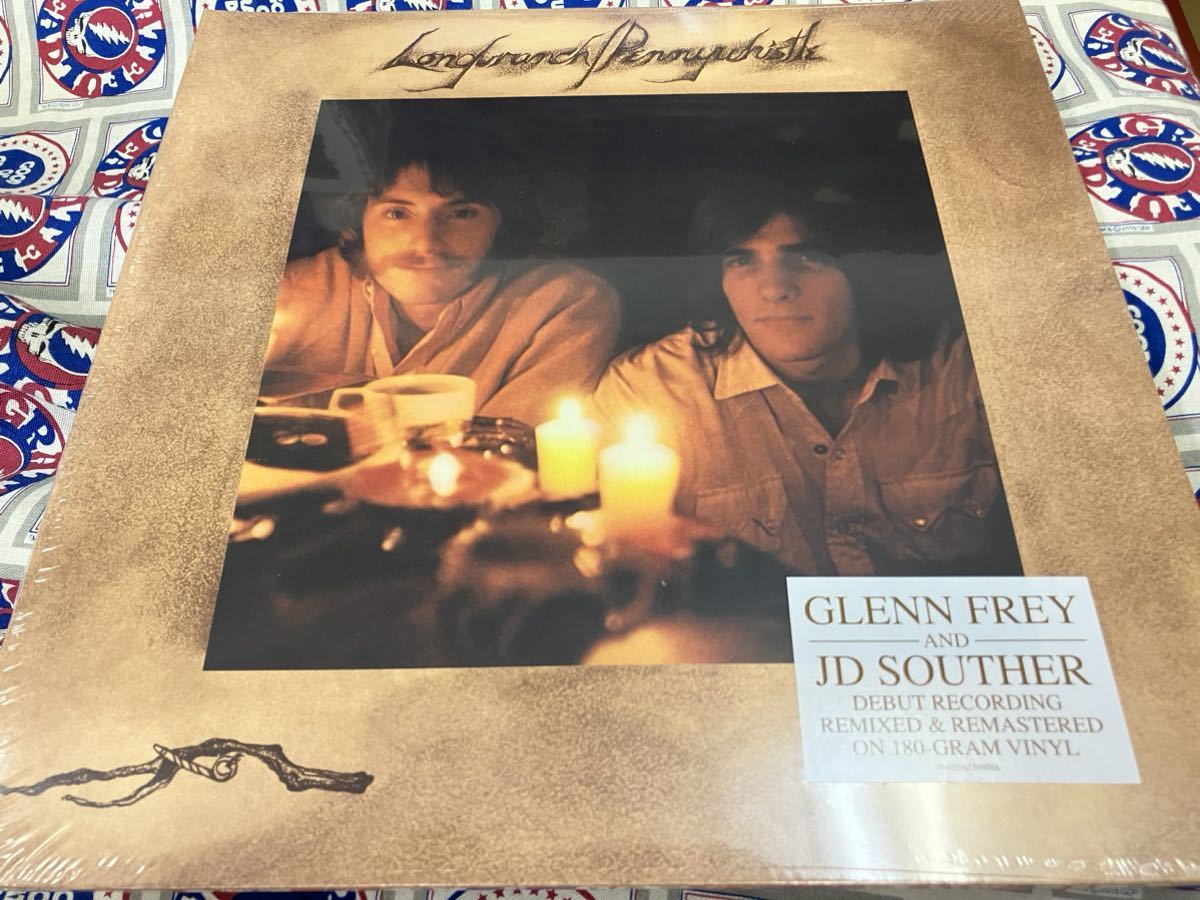 Longbranch/Pennywhistle
GLENN FREY
AND
JD SOUTHER
DEBUT RECORDING
REMIXED & REMASTERED
ON 180-GRAM VINYL